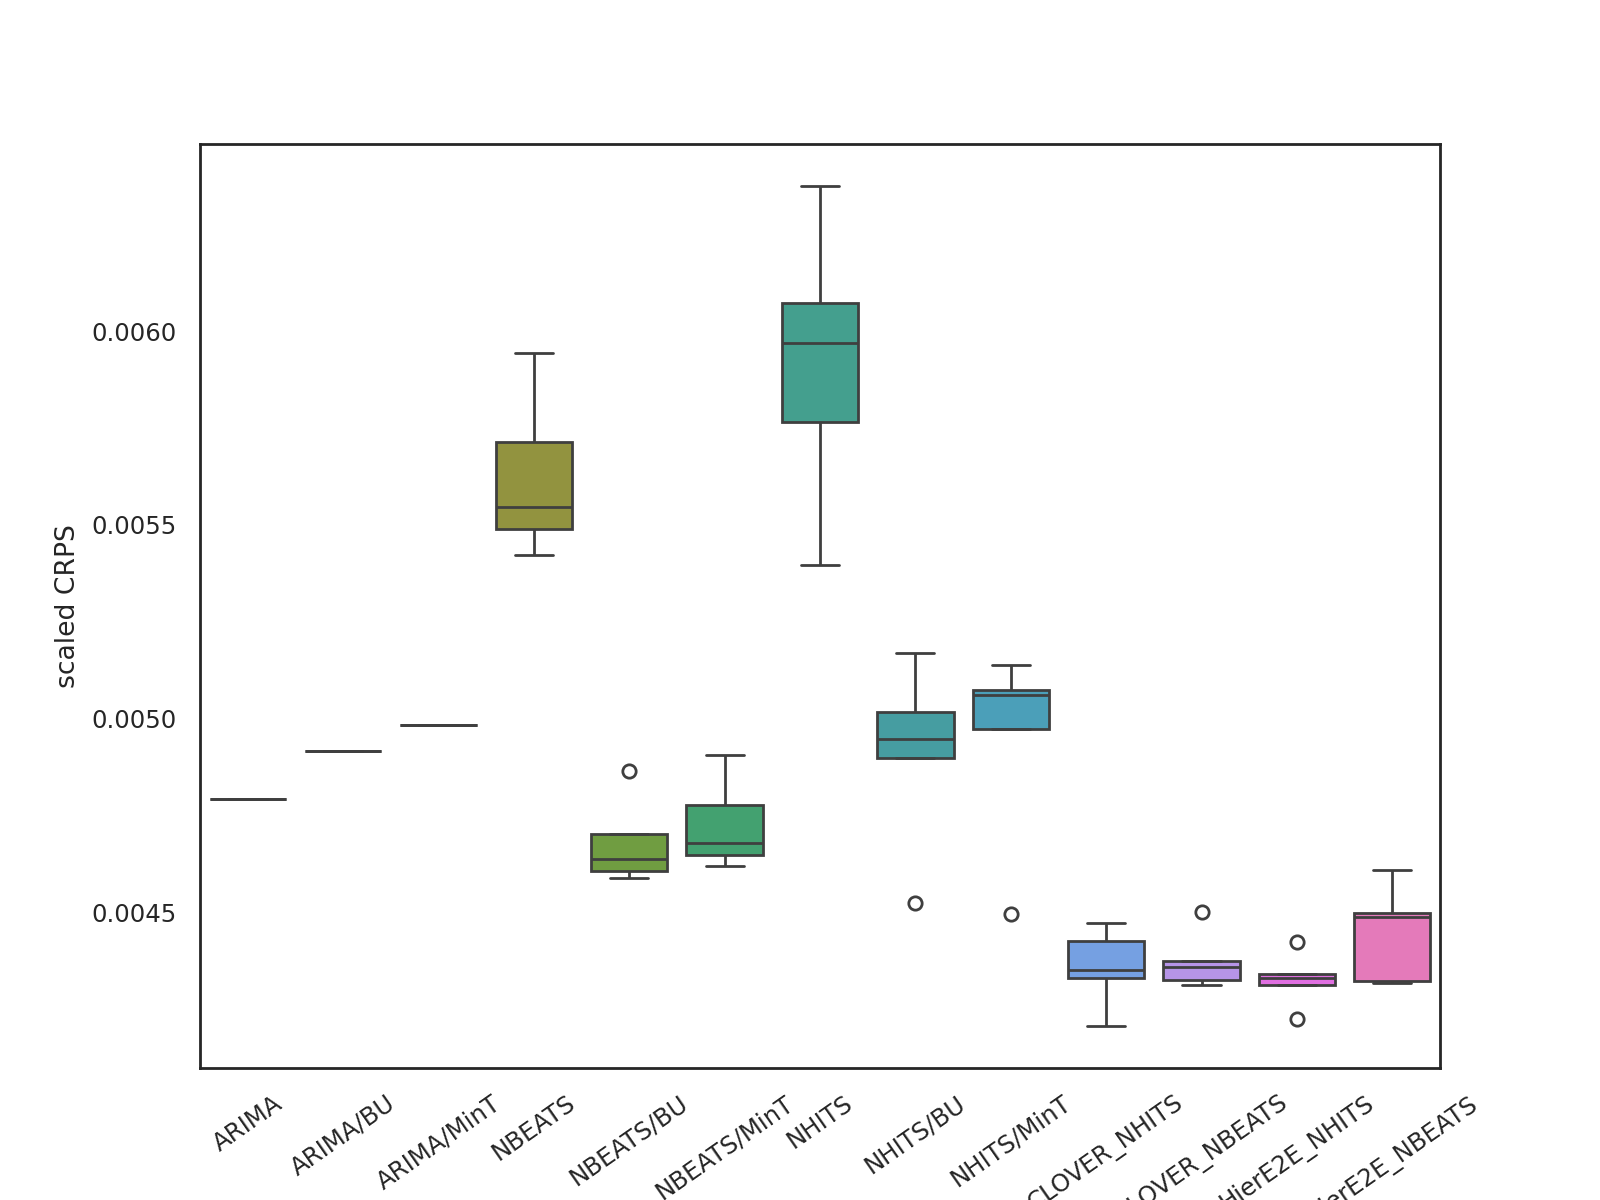 0.0060
0.0055
0.0050
0.0045
scaled CRPS
ARIMA
ARIMA/BU
ARIMA/MinT
NBEATS
NBEATS/BU
NBEATS/MinT
NHITS
NHITS/BU
NHITS/MinT
CLOVER_NHITS
LOVER_NBEATS
HierE2E_NHITS
ierE2E_NBEATS